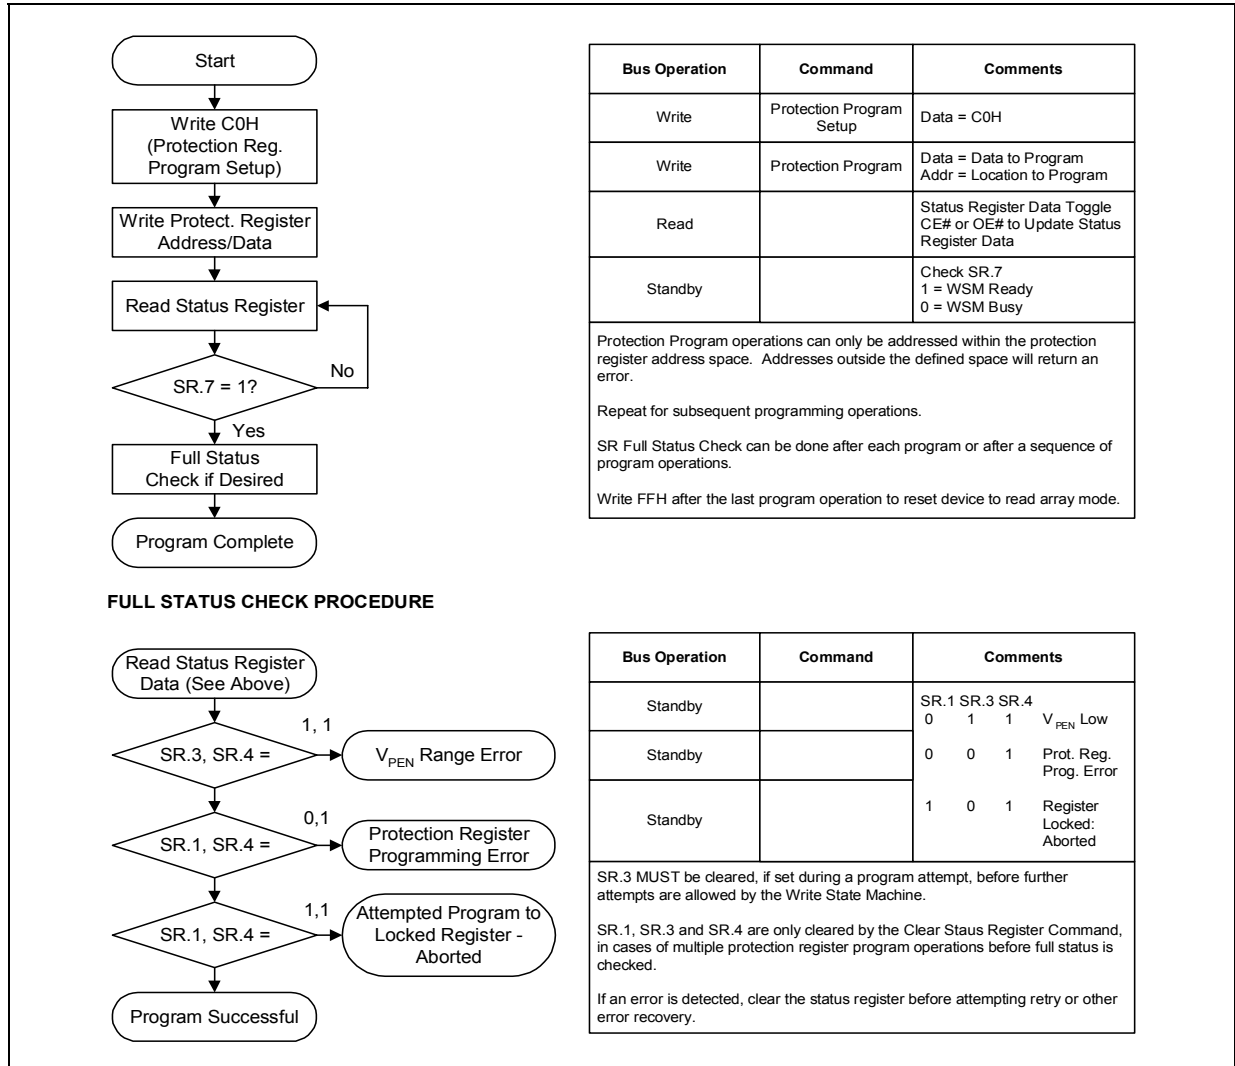 Start
Write C0H
(Protection Reg.
Program Setup)
Write Protect. Register
Address/Data
Read Status Register
No
SR.7 = 1?
Yes
Full Status
Check if Desired
Program Complete
Bus Operation Command Comments
Write Protection Program Setup Data = C0H
Write Protection Program Data = Data to Program
Addr = Location to Program
Read Status Register Data Toggle
CE# or OE# to Update Status
Register Data
Standby Check SR.7
1 = WSM Ready
0 = WSM Busy
Protection Program operations can only be addressed within the protection
register address space. Addresses outside the defined space will return an
error.
Repeat for subsequent programming operations.
SR Full Status Check can be done after each program or after a sequence of
program operations.
Write FFH after the last program operation to reset device to read array mode.
FULL STATUS CHECK PROCEDURE
Read Status Register
Data (See Above)
1, 1
SR.3, SR.4 =
VPEN Range Error
0,1
SR.1, SR.4 =
Protection Register
Programming Error
1,1
SR.1, SR.4 =
Attempted Program to
Locked Register -
Aborted
Program Successful
Bus Operation Command Comments
Standby SR.1 SR.3 SR.4
0 1 1 VPEN Low
Standby 0 0 1 Prot. Reg.
Prog. Error
Standby 1 0 1 Register
Locked:
Aborted
SR.3 MUST be cleared, if set during a program attempt, before further
attempts are allowed by the Write State Machine.
SR.1, SR.3 and SR.4 are only cleared by the Clear Staus Register Command,
in cases of multiple protection register program operations before full status is
checked.
If an error is detected, clear the status register before attempting retry or other
error recovery.